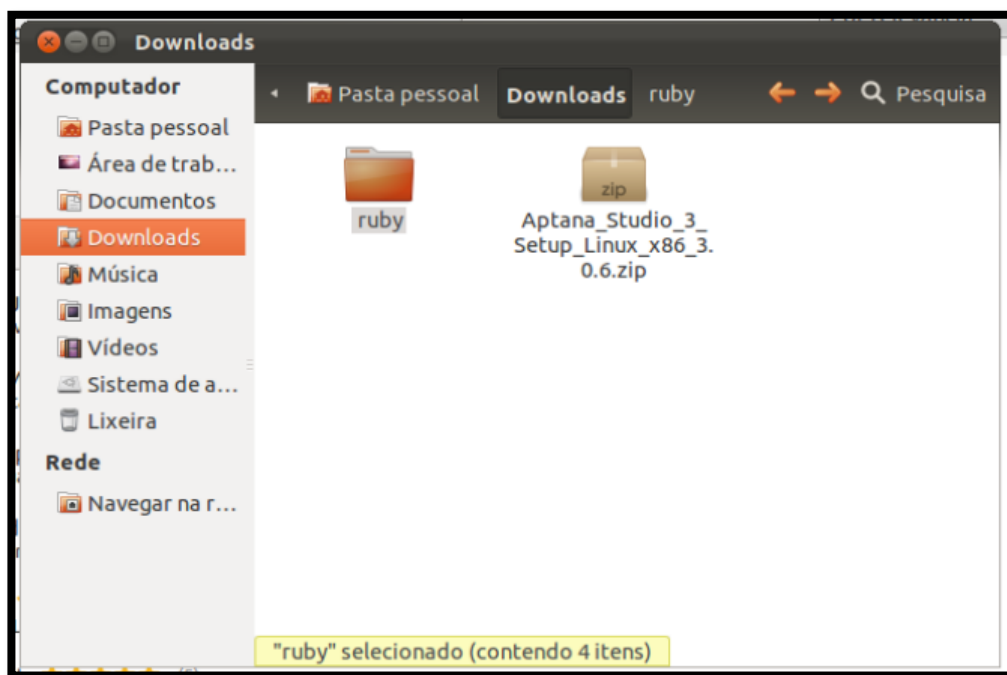 Downloads
Computador
Pasta pessoal
Área de trab...
Documentos
Downloads
Música
Imagens
Vídeos
Sistema de a...
Lixeira
Rede
Navegar na r...
Pasta pessoal Downloads ruby Pesquisa
ruby
zip
Aptana_Studio_3_
Setup_Linux_x86_3.
0.6.zip
"ruby" selecionado (contendo 4 itens)